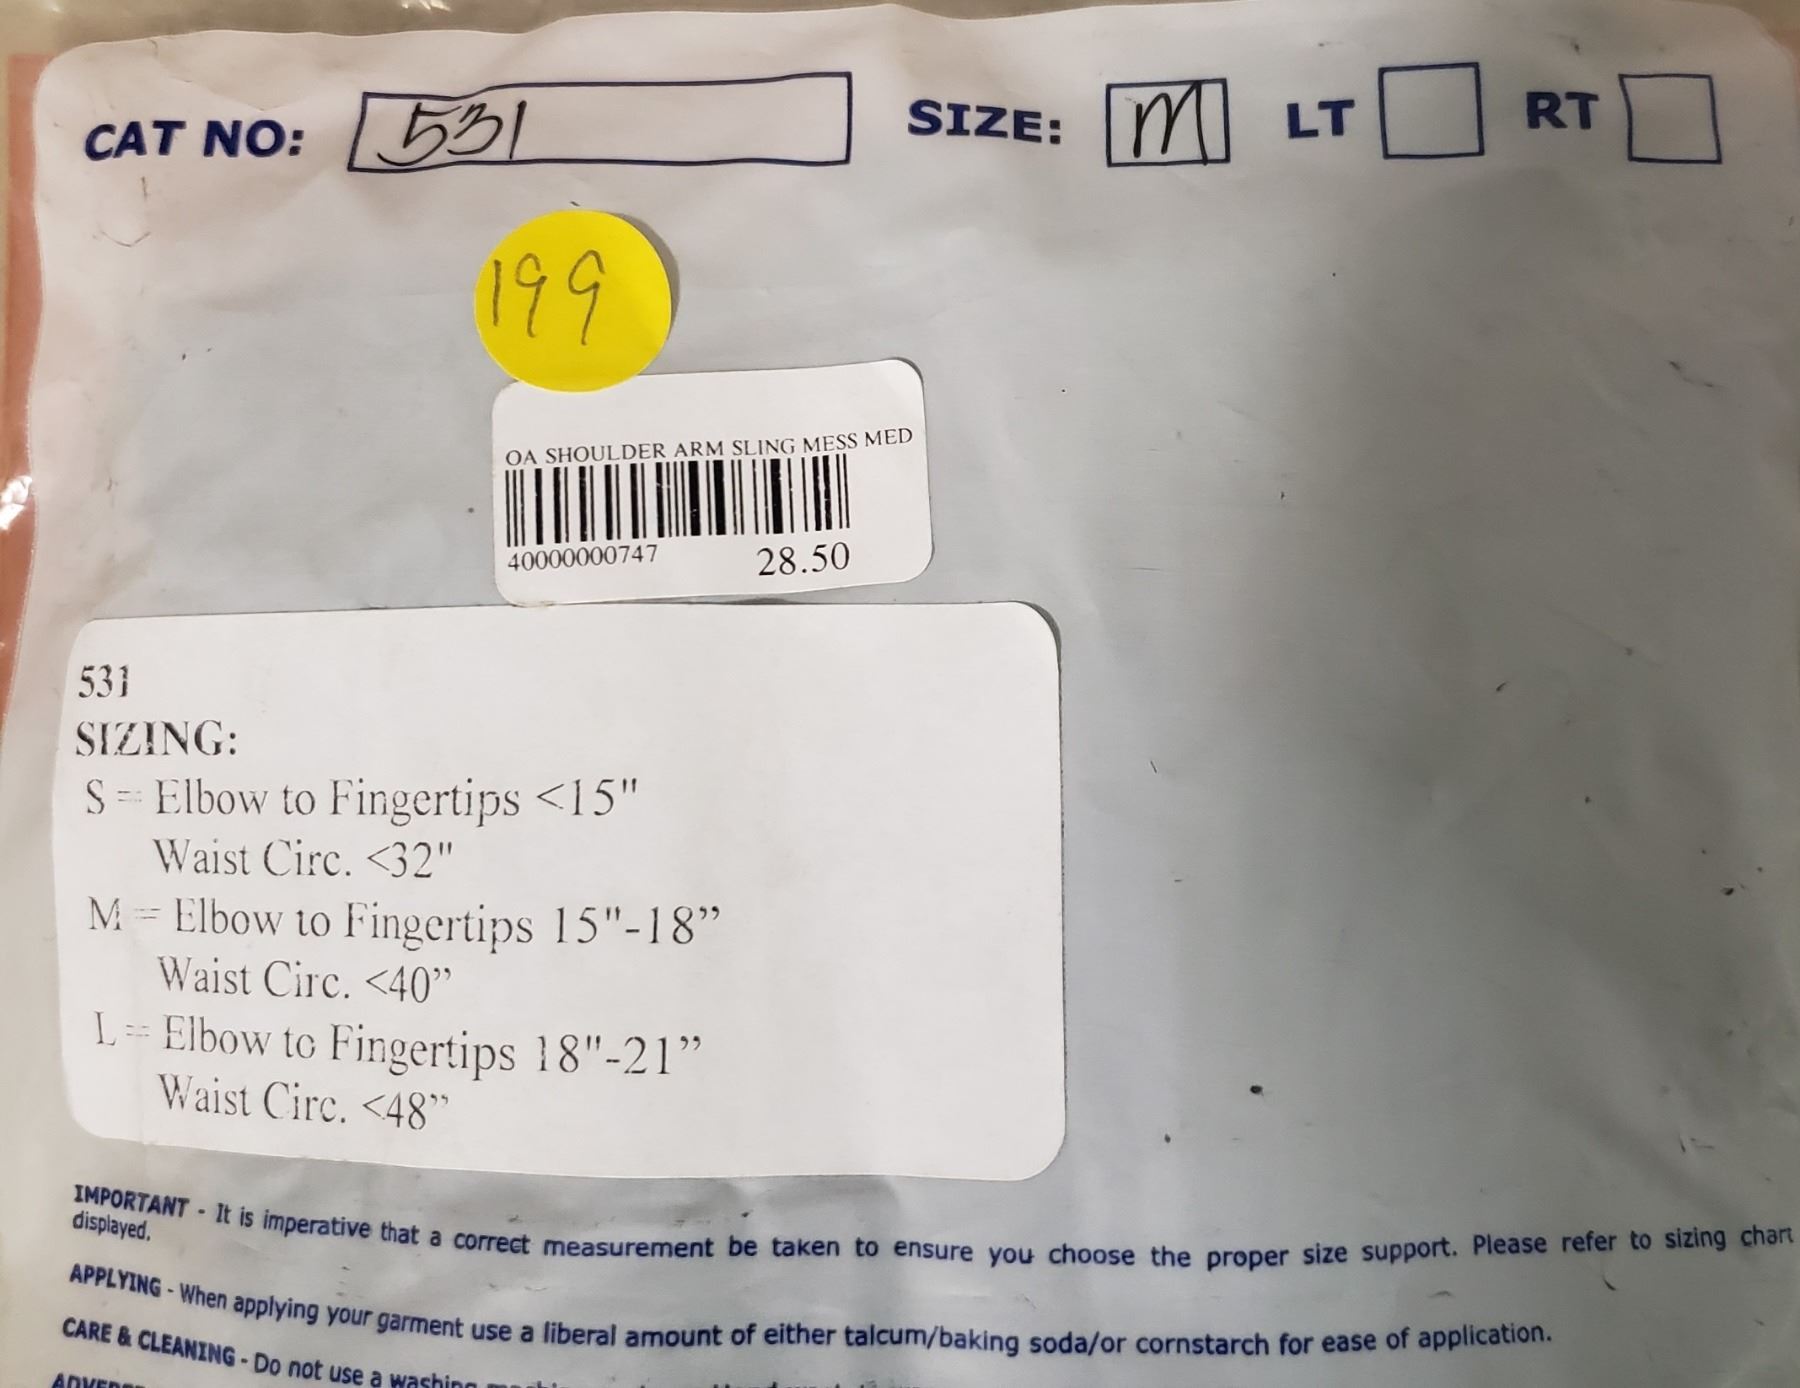 CAT NO: 531 SIZE: M LT RT
199
OA SHOULDER ARM SLING MESS MED
40000000747 28.50
531
SIZING:
S = Elbow to Fingertips <15"
Waist Circ. <32"
M = Elbow to Fingertips 15"-18”
Waist Circ. <40”
L = Elbow to Fingertips 18"-21”
Waist Circ. <48”
IMPORTANT - It is imperative that a correct measurement be taken to ensure you choose the proper size support. Please refer to sizing chart
displayed.
APPLYING - When applying your garment use a liberal amount of either talcum/baking soda/or cornstarch for ease of application.
CARE & CLEANING - Do not use a washing